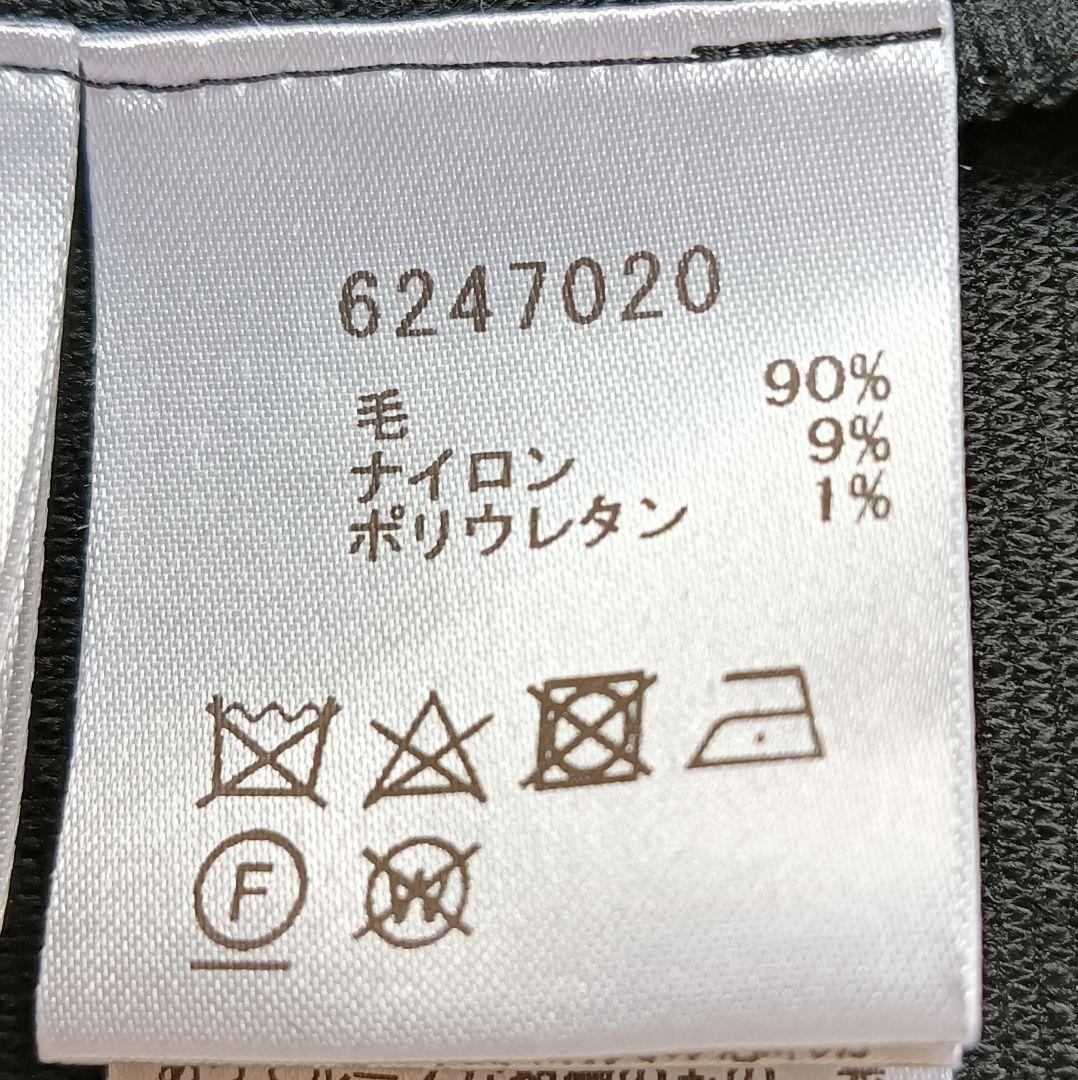 6247020
毛 90%
ナイロン 9%
ポリウレタン 1%
F
W